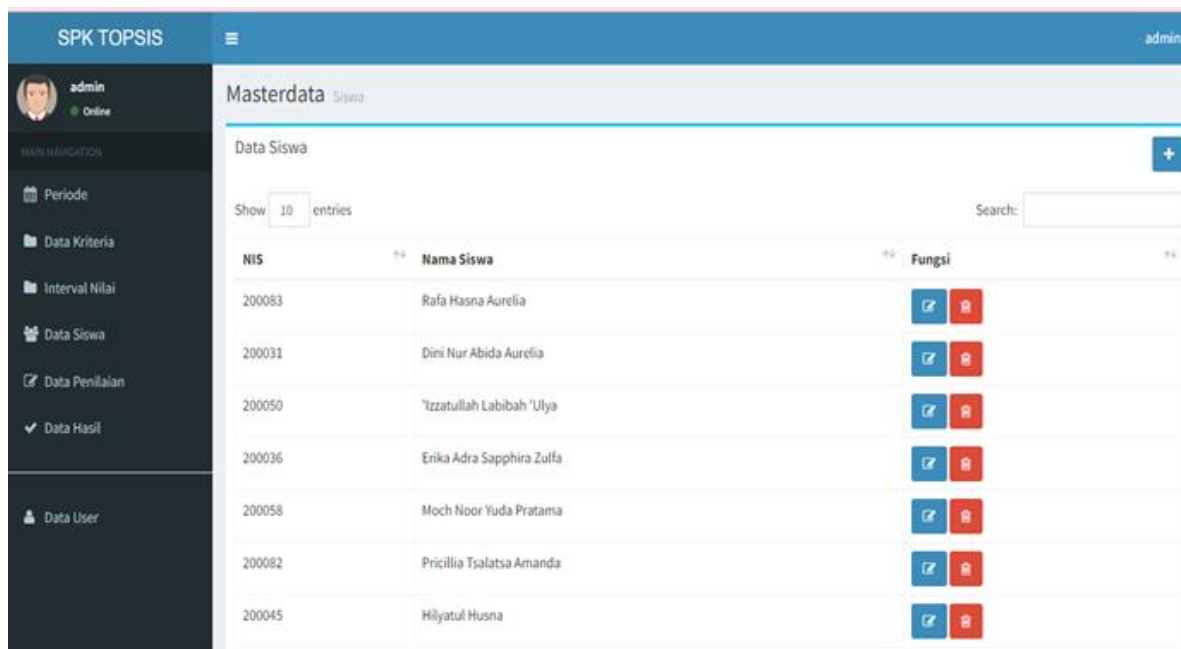 SPK TOPSIS
admin
admin
Online
Masterdata Siswa
MAIN NAVIGATION
Data Siswa
Periode
Data Kriteria
Interval Nilai
Data Siswa
Data Penilaian
Data Hasil
Data User
Show 10 entries
Search:
NIS Nama Siswa Fungsi
200083 Rafa Hasna Aurelia
200031 Dini Nur Abida Aurelia
200050 'Izzatullah Labibah 'Ulya
200036 Erika Adra Sapphira Zulfa
200058 Moch Noor Yuda Pratama
200082 Pricillia Tsalatsa Amanda
200045 Hilyatul Husna